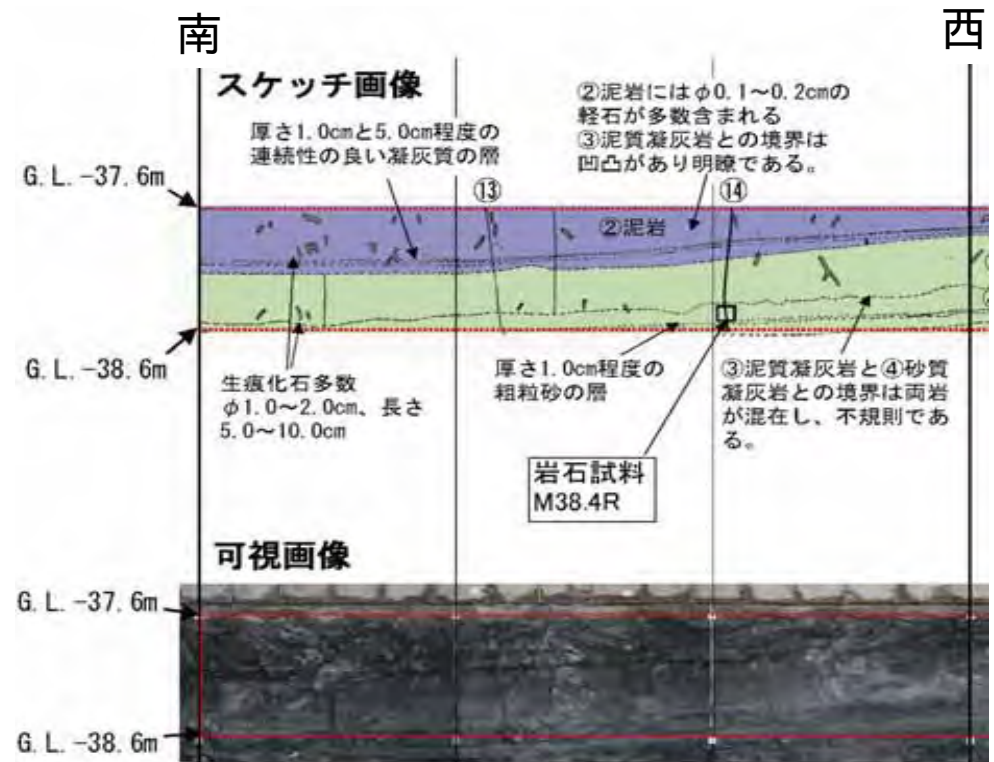 南
西
スケッチ画像
②泥岩にはφ0.1～0.2cmの
軽石が多数含まれる
③泥質凝灰岩との境界は
凹凸があり明瞭である。
厚さ1.0cmと5.0cm程度の
連続性の良い凝灰質の層
G.L.-37.6m
⑬
⑭
②泥岩
G.L.-38.6m
生痕化石多数
φ1.0～2.0cm、長さ
5.0～10.0cm
厚さ1.0cm程度の
粗粒砂の層
③泥質凝灰岩と④砂質
凝灰岩との境界は両岩
が混在し、不規則であ
る。
岩石試料
M38.4R
可視画像
G.L.-37.6m
G.L.-38.6m